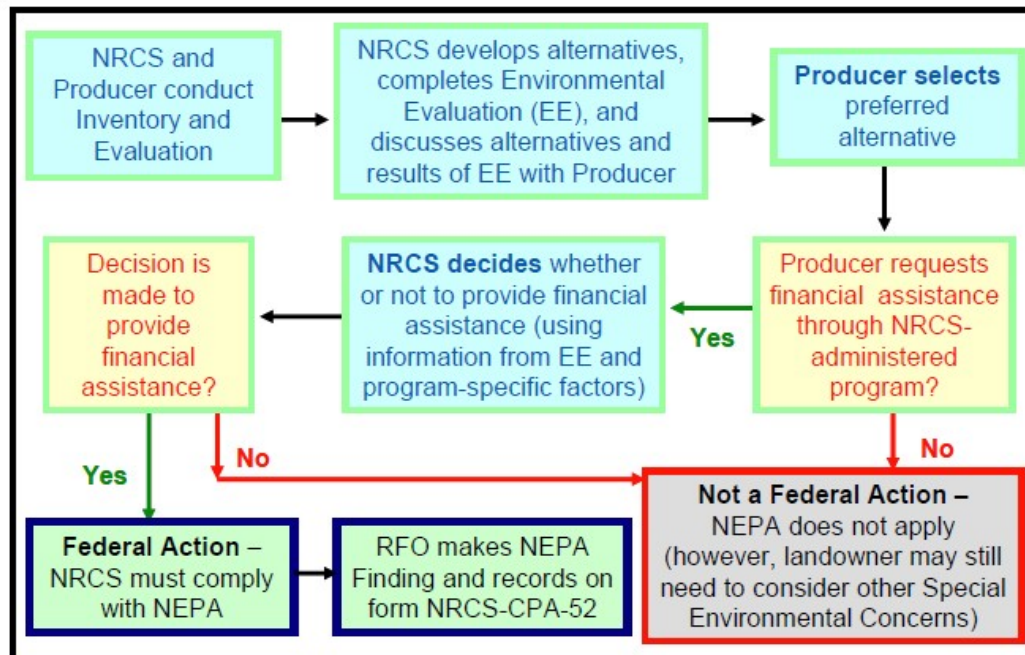 NRCS and
Producer conduct
Inventory and
Evaluation
NRCS develops alternatives,
completes Environmental
Evaluation (EE), and
discusses alternatives and
results of EE with Producer
Producer selects
preferred
alternative
Producer requests
financial assistance
through NRCS-
administered
program?
Yes
NRCS decides whether
or not to provide financial
assistance (using
information from EE and
program-specific factors)
Decision is
made to
provide
financial
assistance?
Yes
No
No
Federal Action –
NRCS must comply
with NEPA
RFO makes NEPA
Finding and records on
form NRCS-CPA-52
Not a Federal Action –
NEPA does not apply
(however, landowner may still
need to consider other Special
Environmental Concerns)